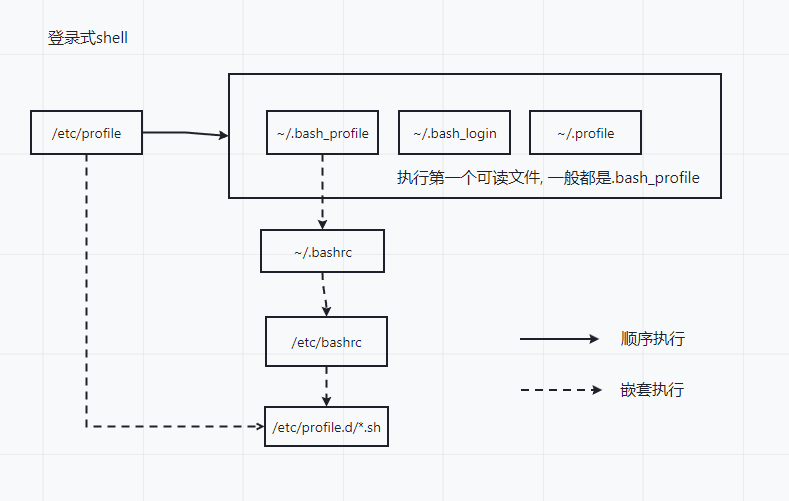 登录式shell
/etc/profile
~/.bash_profile
~/.bash_login
~/.profile
执行第一个可读文件, 一般都是.bash_profile
~/.bashrc
/etc/bashrc
顺序执行
嵌套执行
/etc/profile.d/*.sh